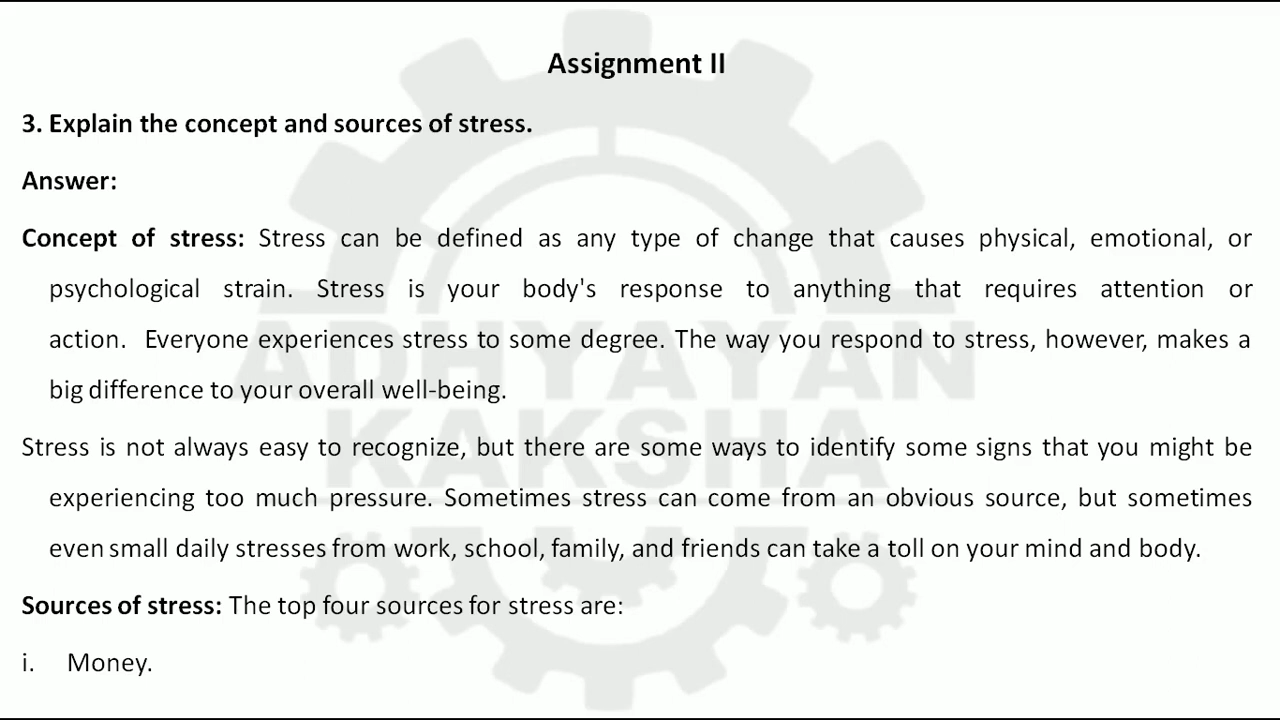 Assignment II
3. Explain the concept and sources of stress.
Answer:
Concept of stress: Stress can be defined as any type of change that causes physical, emotional, or
psychological strain. Stress is your body's response to anything that requires attention or
action. Everyone experiences stress to some degree. The way you respond to stress, however, makes a
big difference to your overall well-being.
Stress is not always easy to recognize, but there are some ways to identify some signs that you might be
experiencing too much pressure. Sometimes stress can come from an obvious source, but sometimes
even small daily stresses from work, school, family, and friends can take a toll on your mind and body.
Sources of stress: The top four sources for stress are:
i. Money.
ADHYAYAN
KAKSHA